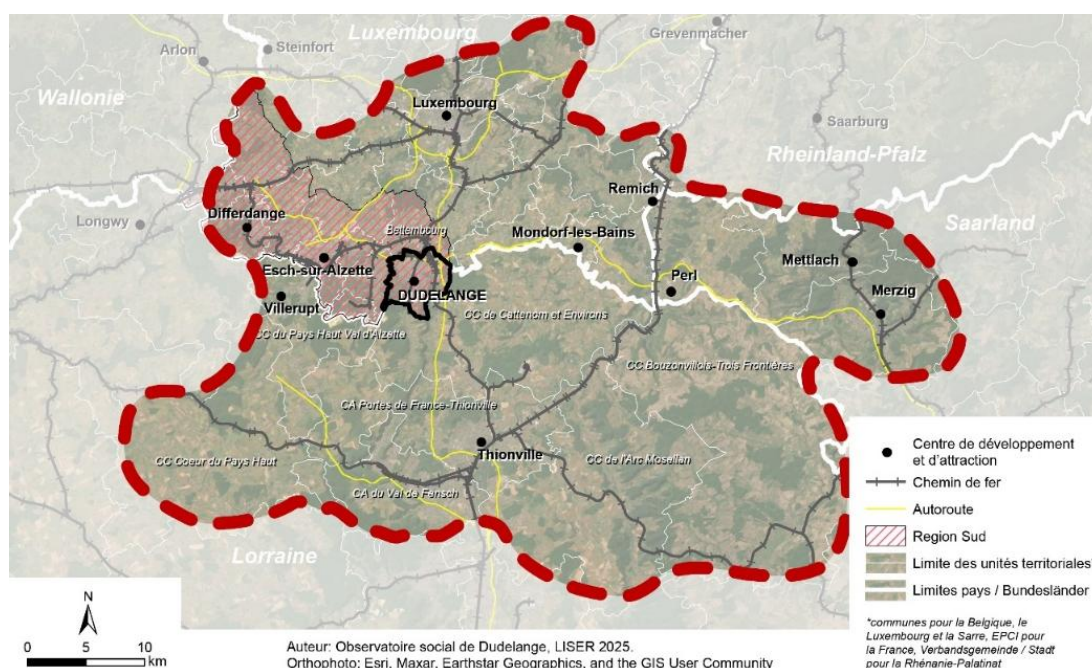 Luxembourg
Grevenmacher
Steinfort
Arlon
Wallonie
Luxembourg
Saarburg
Rheinland-Pfalz
Remich
Saarland
Longwy
Differdange
Bettembourg
Mondorf-les-Bains
Mettlach
Esch-sur-Alzette
Perl
DUDELANGE
Merzig
Villerupt
CC de Cattenom et Environs
CC du Pays Haut Val d'Alzette
CC Bouzonvillois-Trois Frontières
CA Portes de France-Thionville
Thionville
CC Coeur du Pays Haut
CC de l'Arc Mosellan
CA du Val de Fensch
Lorraine
Centre de développement
et d'attraction
Chemin de fer
Autoroute
Region Sud
Limite des unités territoriales*
Limites pays / Bundesländer
*communes pour la Belgique, le
Luxembourg et la Sarre, EPCI pour
la France, Verbandsgemeinde / Stadt
pour la Rhénanie-Palatinat
N
0 5 10
km
Auteur: Observatoire social de Dudelange, LISER 2025.
Orthophoto: Esri, Maxar, Earthstar Geographics, and the GIS User Community